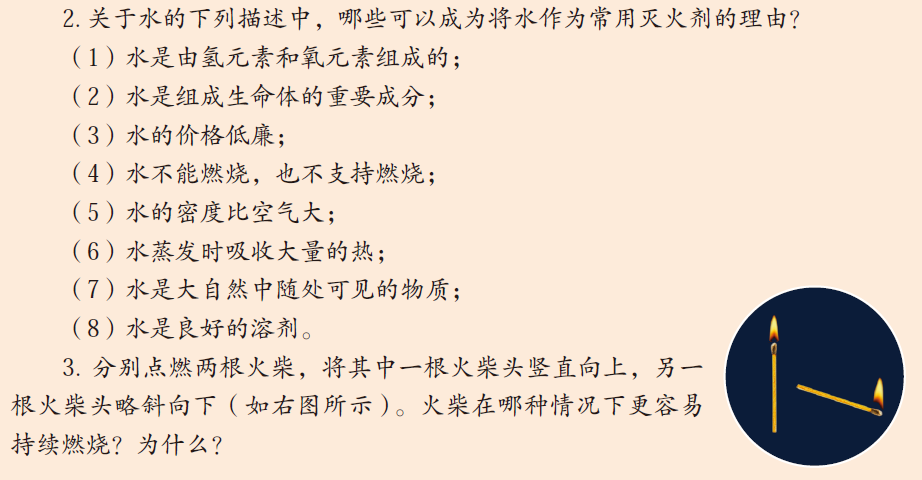 2. 关于水的下列描述中，哪些可以成为将水作为常用灭火剂的理由？
（1）水是由氢元素和氧元素组成的；
（2）水是组成生命体的重要成分；
（3）水的价格低廉；
（4）水不能燃烧，也不支持燃烧；
（5）水的密度比空气大；
（6）水蒸发时吸收大量的热；
（7）水是大自然中随处可见的物质；
（8）水是良好的溶剂。
3. 分别点燃两根火柴，将其中一根火柴头竖直向上，另一
根火柴头略斜向下（如右图所示）。火柴在哪种情况下更容易
持续燃烧？为什么？